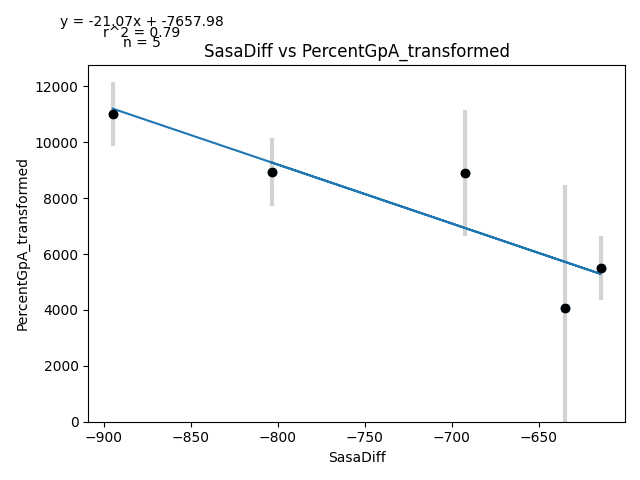 y = -21.07x + -7657.98
r^2 = 0.79
n = 5
SasaDiff vs PercentGpA_transformed
12000
10000
8000
6000
4000
2000
0
PercentGpA_transformed
−900 −850 −800 −750 −700 −650
SasaDiff